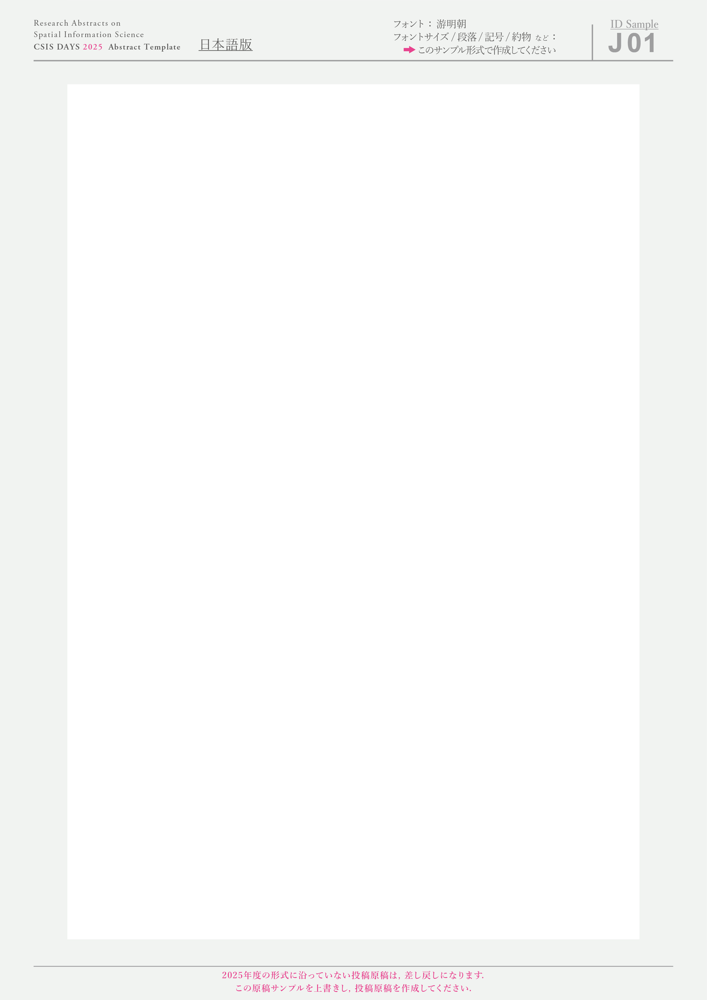 Research Abstracts on
Spatial Information Science
CSIS DAYS 2025 Abstract Template
日本語版
フォント：游明朝
フォントサイズ / 段落 / 記号 / 約物 など：
➡このサンプル形式で作成してください
ID Sample
J 01
2025年度の形式に沿っていない投稿原稿は, 差し戻しになります.
この原稿サンプルを上書きし, 投稿原稿を作成してください.